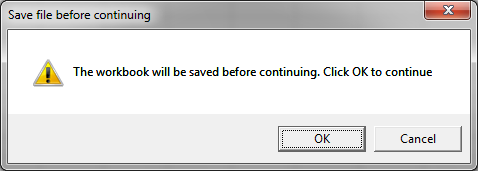 Save file before continuing
The workbook will be saved before continuing. Click OK to continue
OK
Cancel